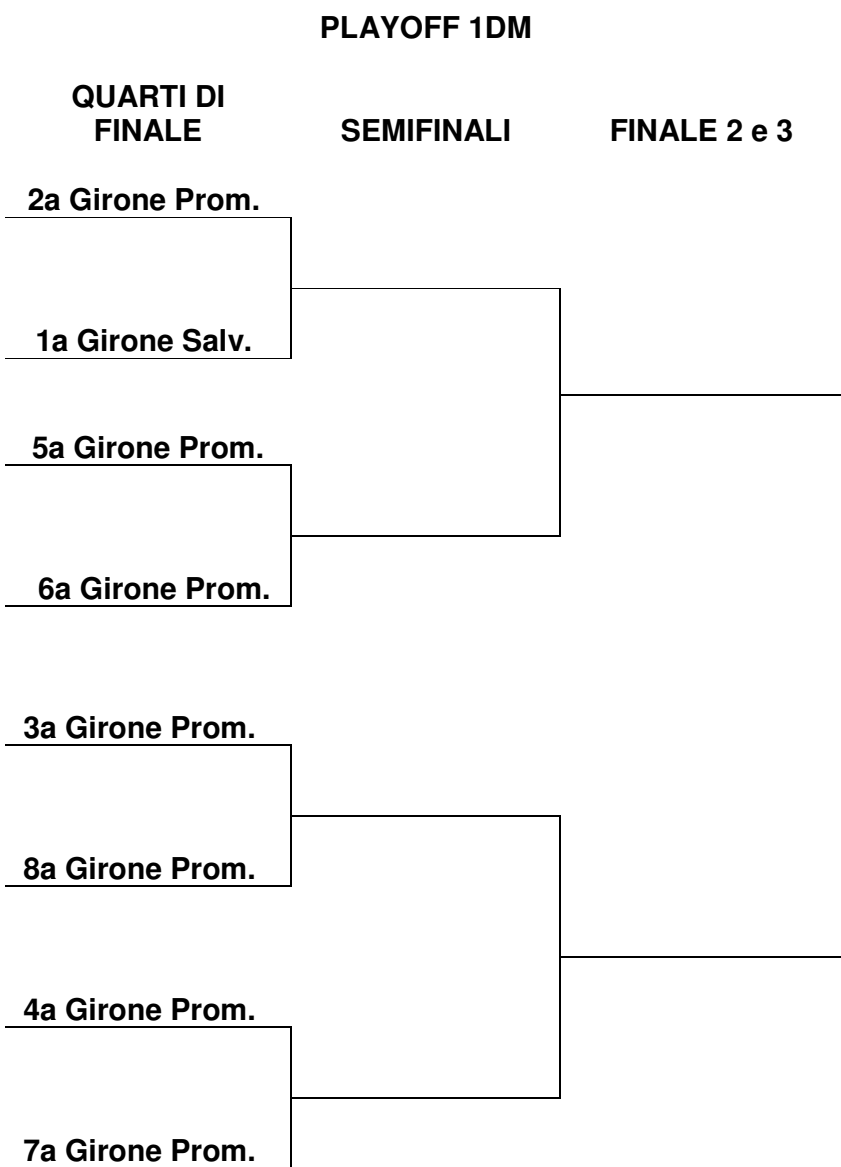 PLAYOFF 1DM
QUARTI DI
FINALE
SEMIFINALI
FINALE 2 e 3
2a Girone Prom.
1a Girone Salv.
5a Girone Prom.
6a Girone Prom.
3a Girone Prom.
8a Girone Prom.
4a Girone Prom.
7a Girone Prom.